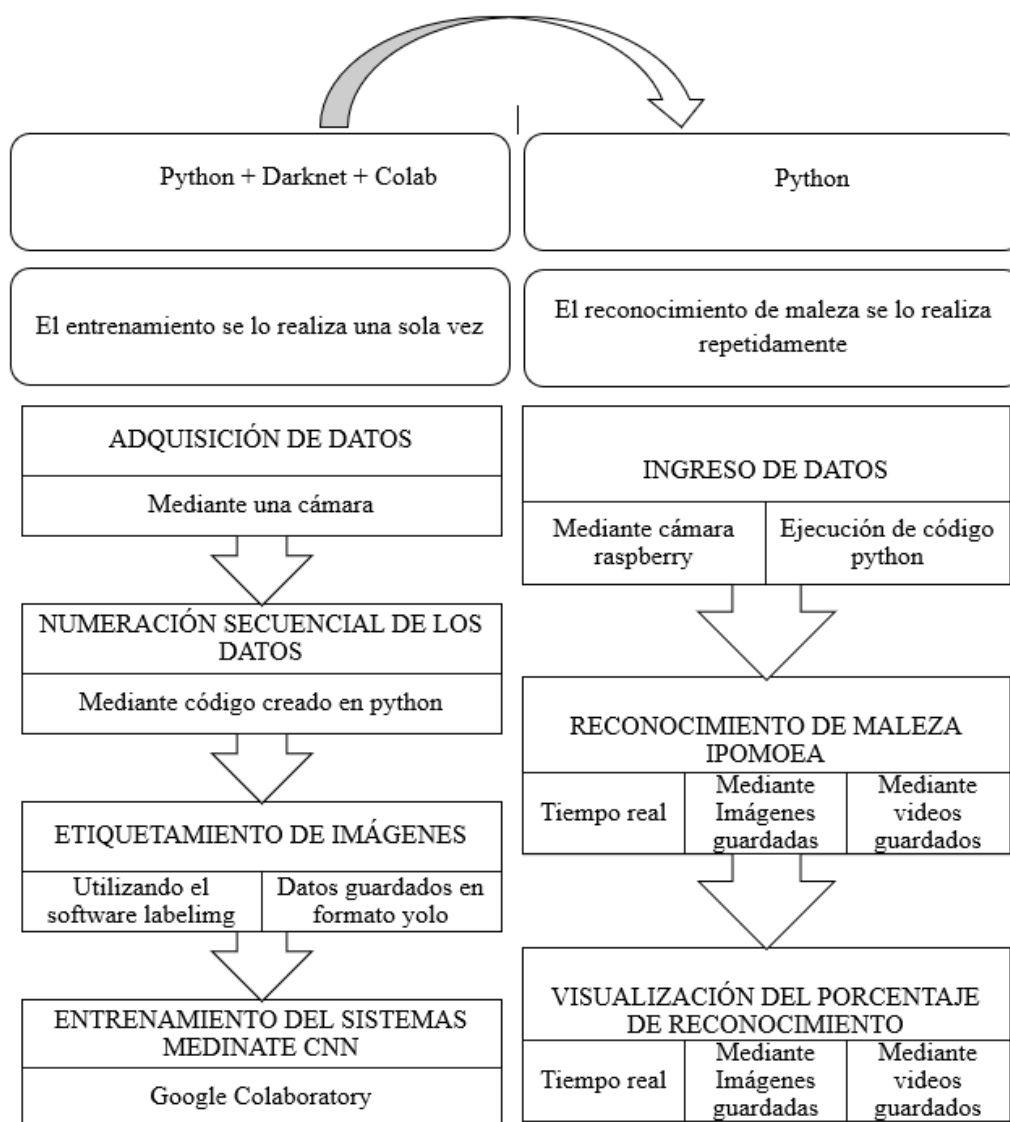 Python + Darknet + Colab
Python
El entrenamiento se lo realiza una sola vez
El reconocimiento de maleza se lo realiza
repetidamente
ADQUISICIÓN DE DATOS
Mediante una cámara
NUMERACIÓN SECUENCIAL DE LOS
DATOS
Mediante código creado en python
ETIQUETAMIENTO DE IMÁGENES
Utilizando el
software labelimg
Datos guardados en
formato yolo
ENTRENAMIENTO DEL SISTEMAS
MEDINATE CNN
Google Colaboratory
INGRESO DE DATOS
Mediante cámara
raspberry
Ejecución de código
python
RECONOCIMIENTO DE MALEZA
IPOMOEA
Tiempo real
Mediante
Imágenes
guardadas
Mediante
videos
guardados
VISUALIZACIÓN DEL PORCENTAJE
DE RECONOCIMIENTO
Tiempo real
Mediante
Imágenes
guardadas
Mediante
videos
guardados